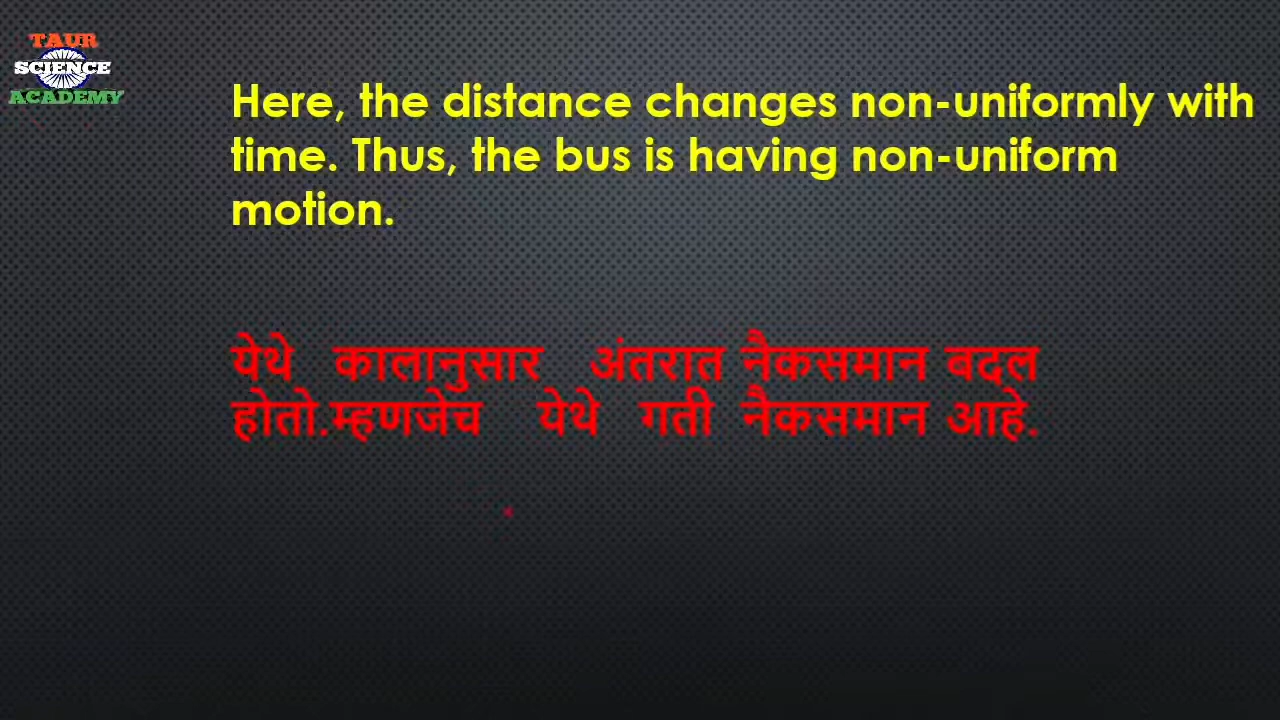 TAUR
SCIENCE
ACADEMY
Here, the distance changes non-uniformly with
time. Thus, the bus is having non-uniform
motion.
येथे कालानुसार अंतरात नैकसमान बदल
होतो.म्हणजेच येथे गती नैकसमान आहे.